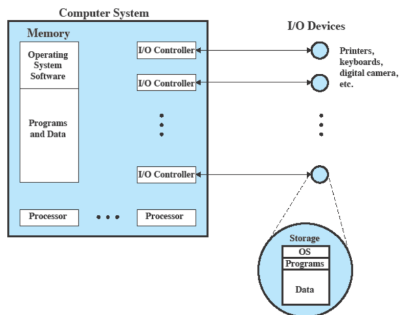 Computer System
I/O Devices
Memory
Operating
System
Software
Programs
and Data
I/O Controller
I/O Controller
I/O Controller
Printers,
keyboards,
digital camera,
etc.
Processor
Processor
Storage
OS
Programs
Data